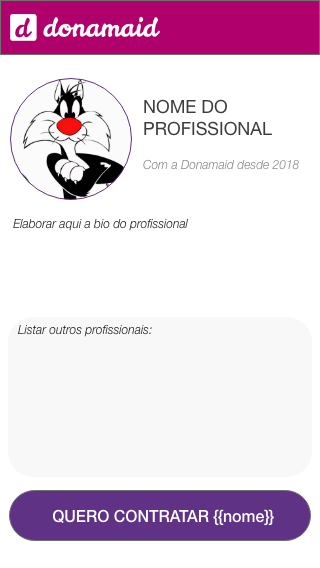 d donamaid
NOME DO
PROFISSIONAL
Com a Donamaid desde 2018
Elaborar aqui a bio do profissional
Listar outros profissionais:
QUERO CONTRATAR {{nome}}